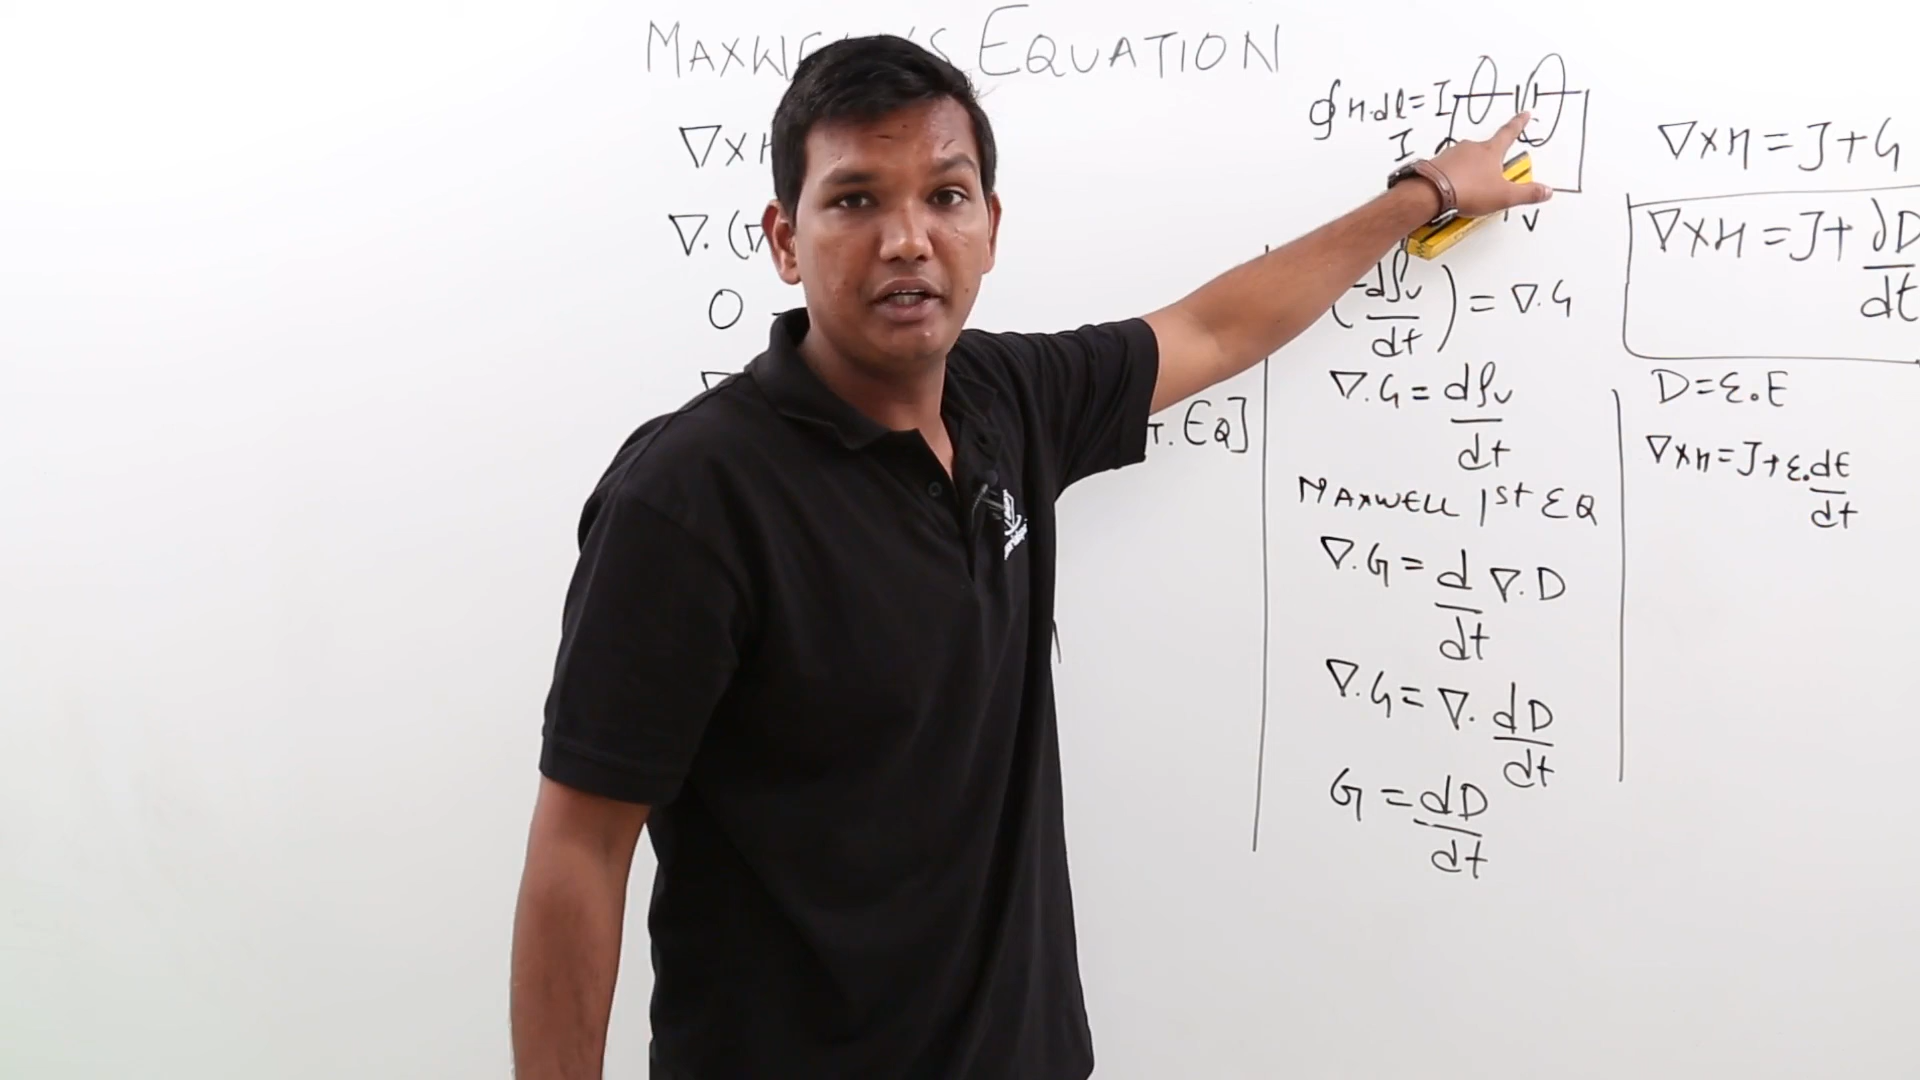 MAXWELL'S EQUATION
∇×H
∇.(∇
0 -
∇
T. EQ]
∮H.dl=I
I
C
V
(-dρv/dt) = ∇.G
∇.G = dρv/dt
MAXWELL 1st EQ
∇.G = d/dt ∇.D
∇.G = ∇. dD/dt
G = dD/dt
∇×H = J+G
∇×H = J+ ∂D/dt
D=ε.E
∇×H=J+ε.dE/dt